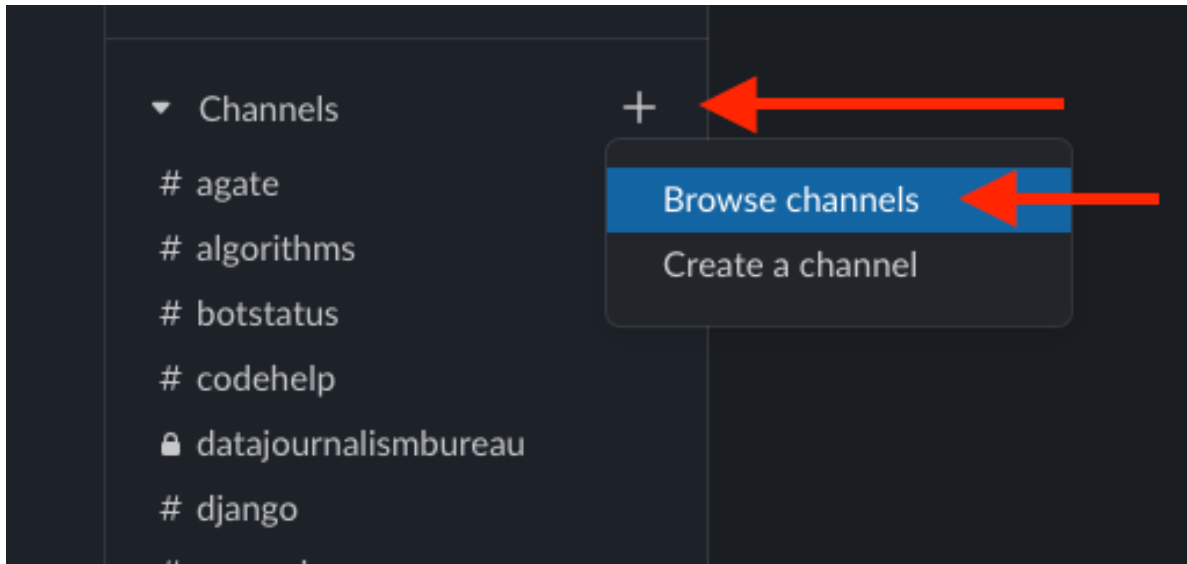 Channels +
# agate
Browse channels
# algorithms
Create a channel
# botstatus
# codehelp
datajournalismbureau
# django